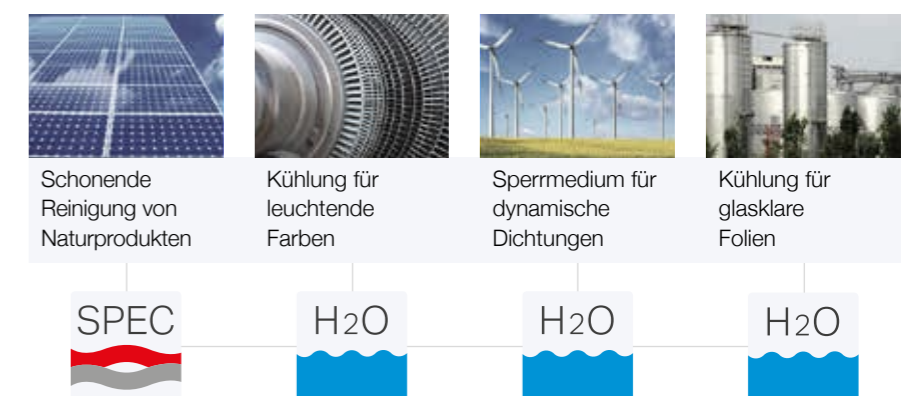 Schonende
Reinigung von
Naturprodukten
Kühlung für
leuchtende
Farben
Sperrmedium für
dynamische
Dichtungen
Kühlung für
glasklare
Folien
SPEC
H2O
H2O
H2O